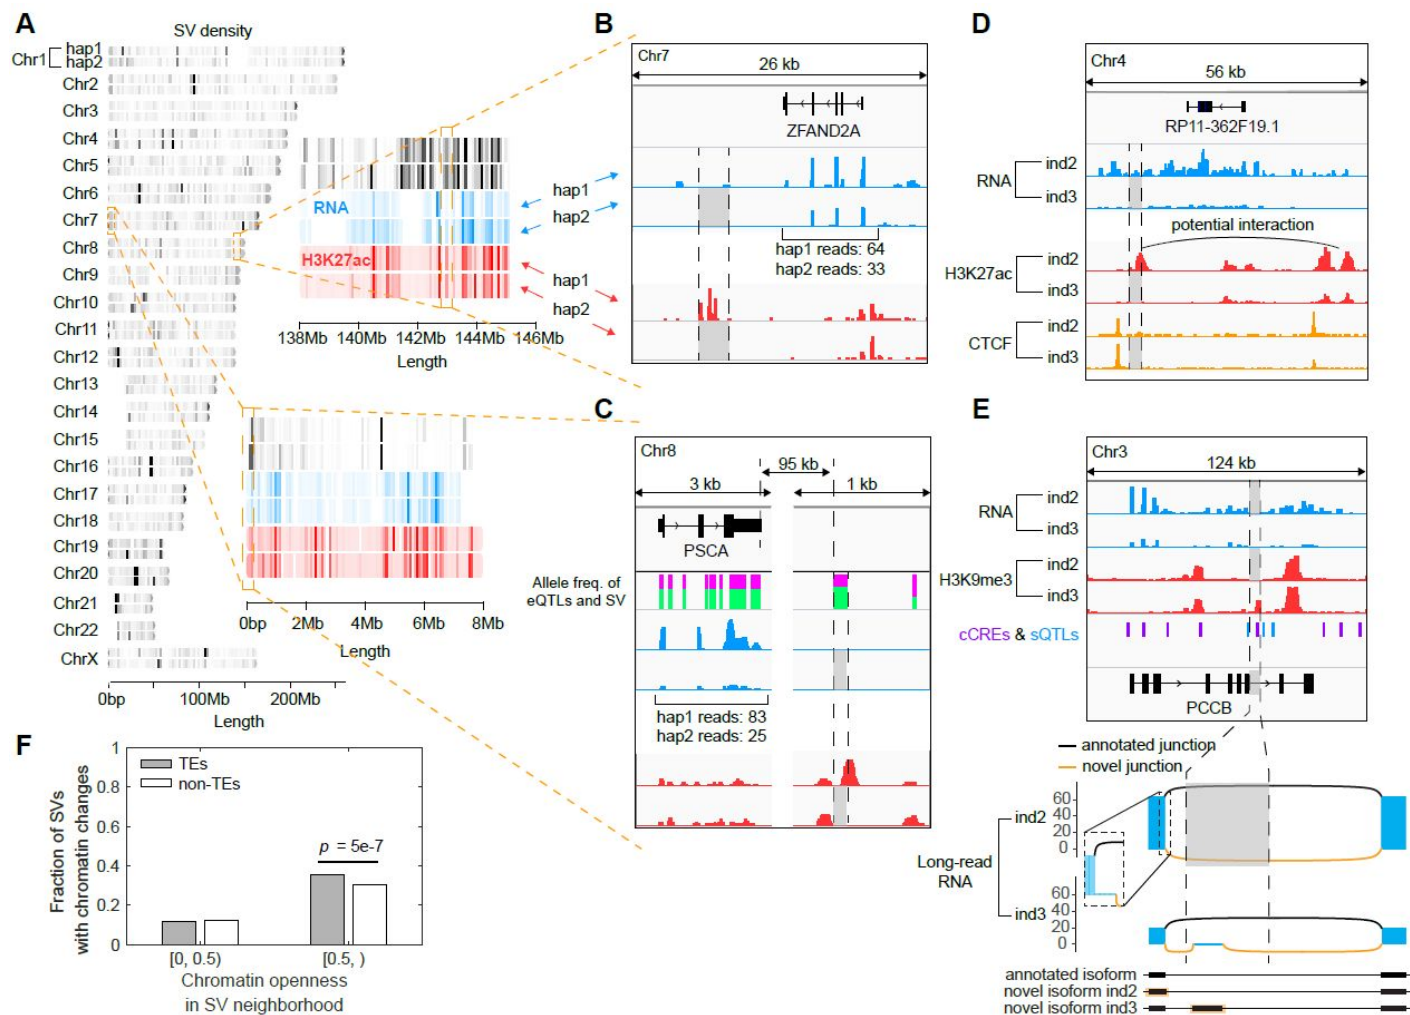 A
SV density
Chr1
hap1
hap2
Chr2
Chr3
Chr4
Chr5
Chr6
Chr7
Chr8
Chr9
Chr10
Chr11
Chr12
Chr13
Chr14
Chr15
Chr16
Chr17
Chr18
Chr19
Chr20
Chr21
Chr22
ChrX
0bp 100Mb 200Mb
Length
RNA
H3K27ac
hap1
hap2
hap1
hap2
138Mb 140Mb 142Mb 144Mb 146Mb
Length
0bp 2Mb 4Mb 6Mb 8Mb
Length
B
Chr7
26 kb
ZFAND2A
hap1 reads: 64
hap2 reads: 33
C
Chr8
95 kb
3 kb 1 kb
PSCA
Allele freq. of
eQTLs and SV
hap1 reads: 83
hap2 reads: 25
D
Chr4
56 kb
RP11-362F19.1
RNA
ind2
ind3
potential interaction
H3K27ac
ind2
ind3
CTCF
ind2
ind3
E
Chr3
124 kb
RNA
ind2
ind3
H3K9me3
ind2
ind3
cCREs & sQTLs
PCCB
annotated junction
novel junction
Long-read
RNA
ind2
60
40
20
0
ind3
60
40
20
0
annotated isoform
novel isoform ind2
novel isoform ind3
F
Fraction of SVs
with chromatin changes
1
0.8
0.6
0.4
0.2
0
TEs
non-TEs
p = 5e-7
[0, 0.5) [0.5, )
Chromatin openness
in SV neighborhood